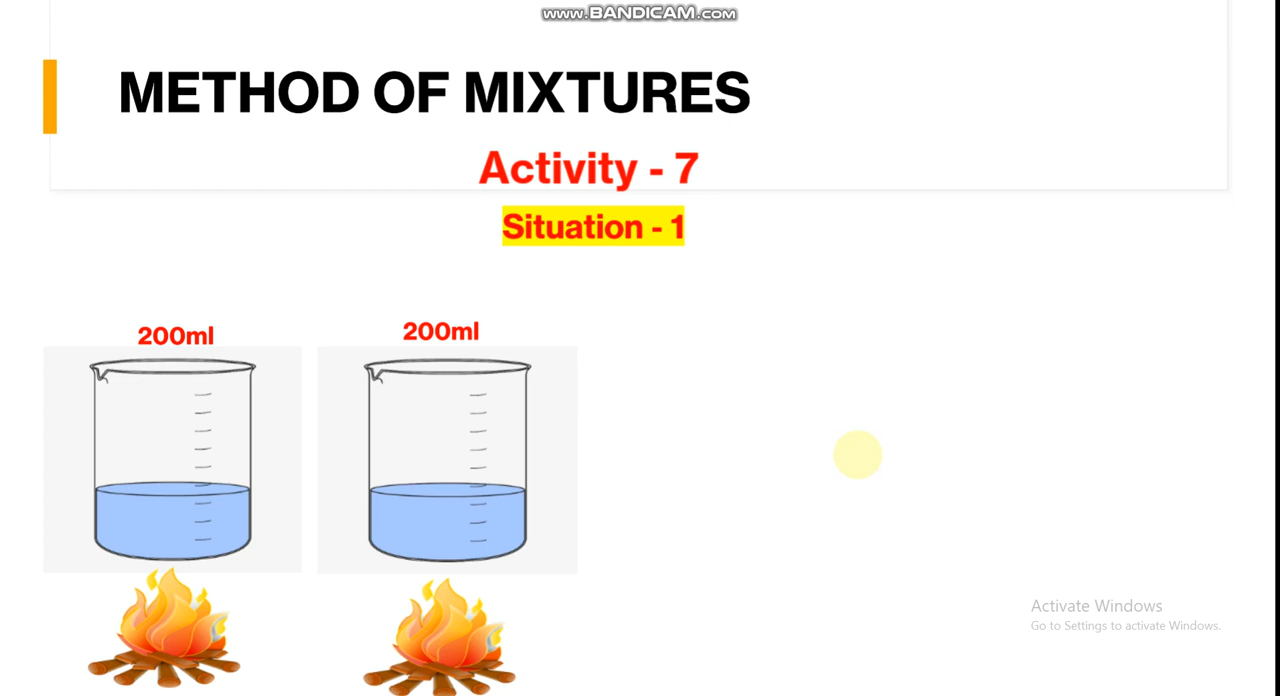 www.BANDICAM.com
METHOD OF MIXTURES
Activity - 7
Situation - 1
200ml
200ml
Activate Windows
Go to Settings to activate Windows.